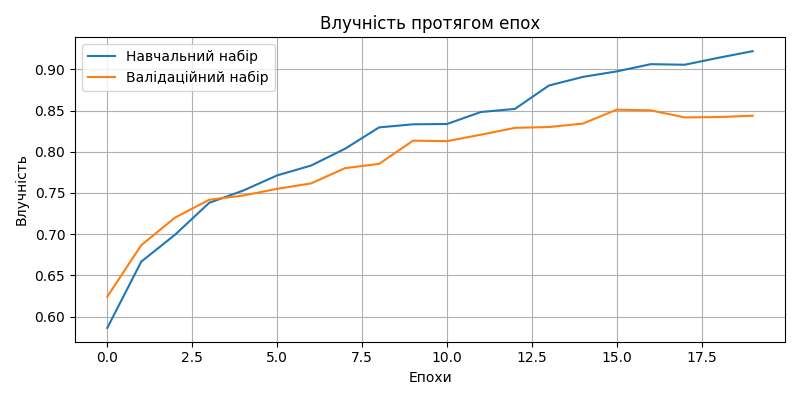 Влучність протягом епох
Навчальний набір
Валідаційний набір
Влучність
0.90
0.85
0.80
0.75
0.70
0.65
0.60
0.0 2.5 5.0 7.5 10.0 12.5 15.0 17.5
Епохи